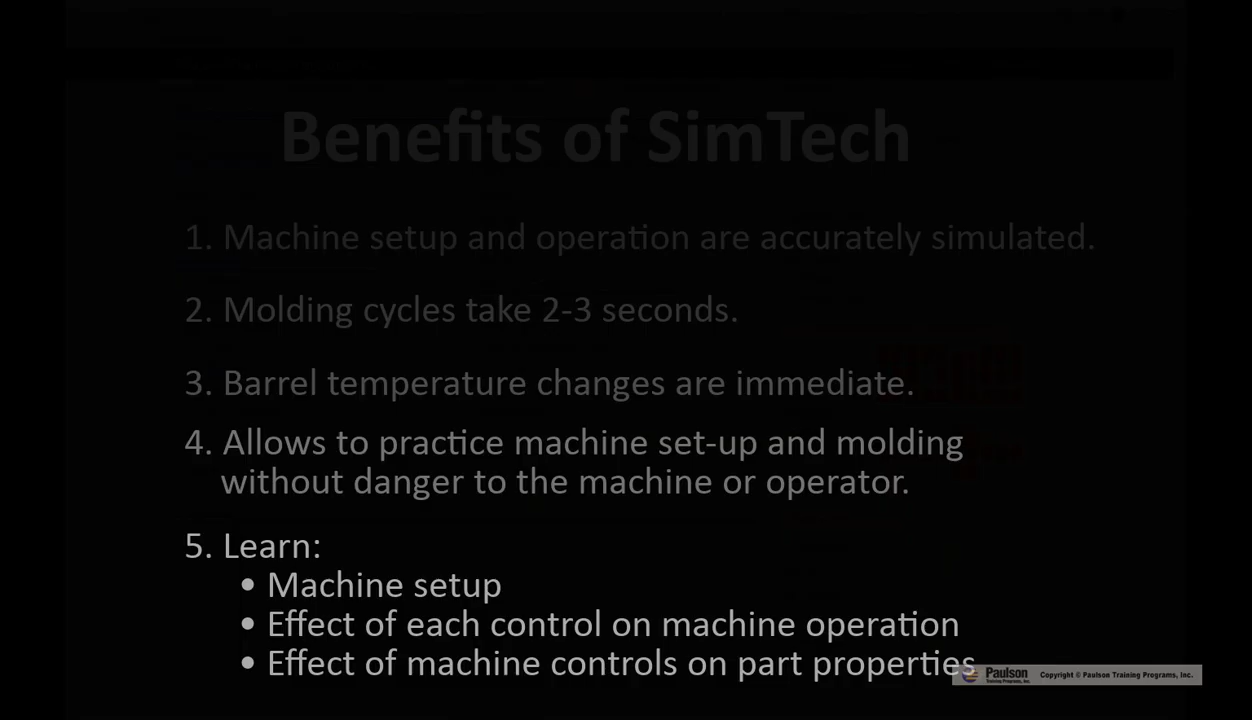 Benefits of SimTech
1. Machine setup and operation are accurately simulated.
2. Molding cycles take 2-3 seconds.
3. Barrel temperature changes are immediate.
4. Allows to practice machine set-up and molding
without danger to the machine or operator.
5. Learn:
• Machine setup
• Effect of each control on machine operation
• Effect of machine controls on part properties
Paulson
Training Programs, Inc.
Copyright © Paulson Training Programs, Inc.